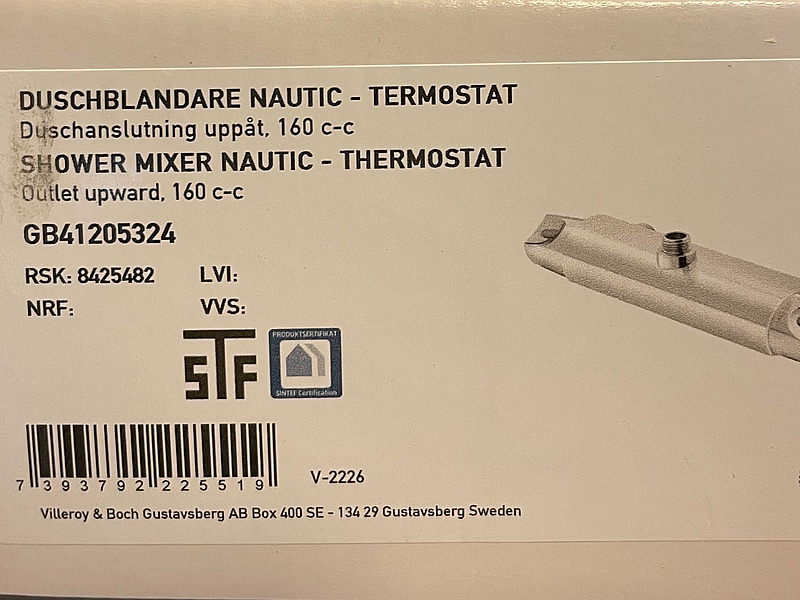 DUSCHBLANDARE NAUTIC - TERMOSTAT
Duschanslutning uppåt, 160 c-c
SHOWER MIXER NAUTIC - THERMOSTAT
Outlet upward, 160 c-c
GB41205324
RSK: 8425482 LVI:
NRF: VVS:
STF
PRODUKTSERTIFIKAT
SINTEF Certification
7 393792 225519
V-2226
Villeroy & Boch Gustavsberg AB Box 400 SE - 134 29 Gustavsberg Sweden